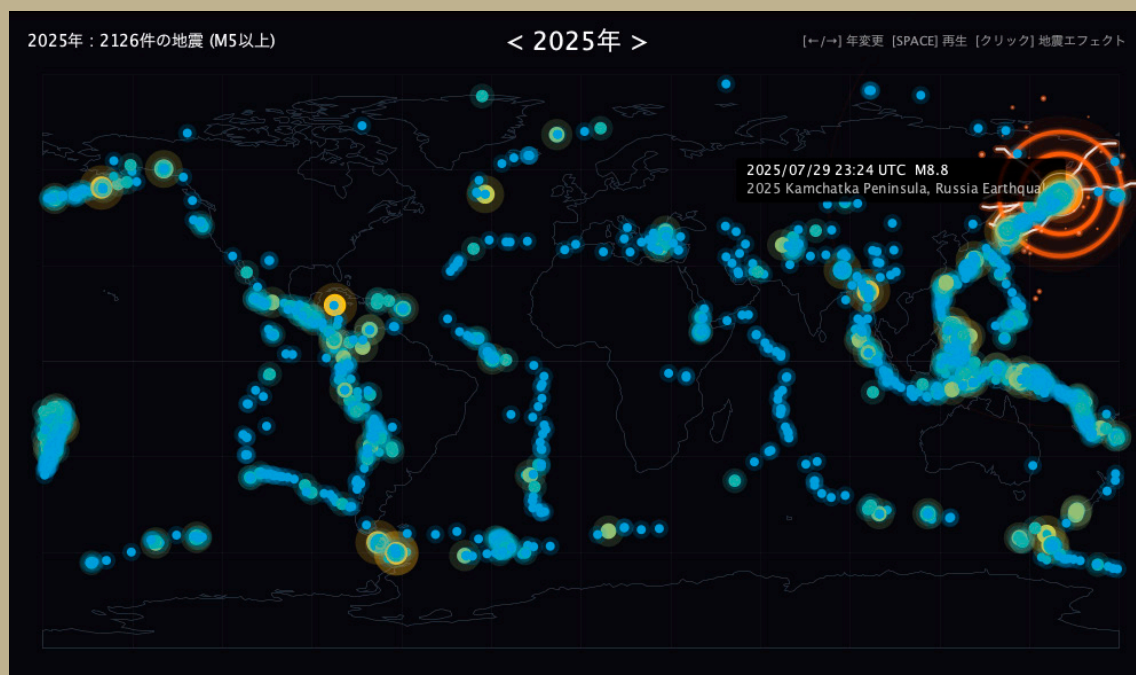 2025年 : 2126件の地震 (M5以上)
< 2025年 >
[←/→] 年変更 [SPACE] 再生 [クリック] 地震エフェクト
2025/07/29 23:24 UTC M8.8
2025 Kamchatka Peninsula, Russia Earthqual